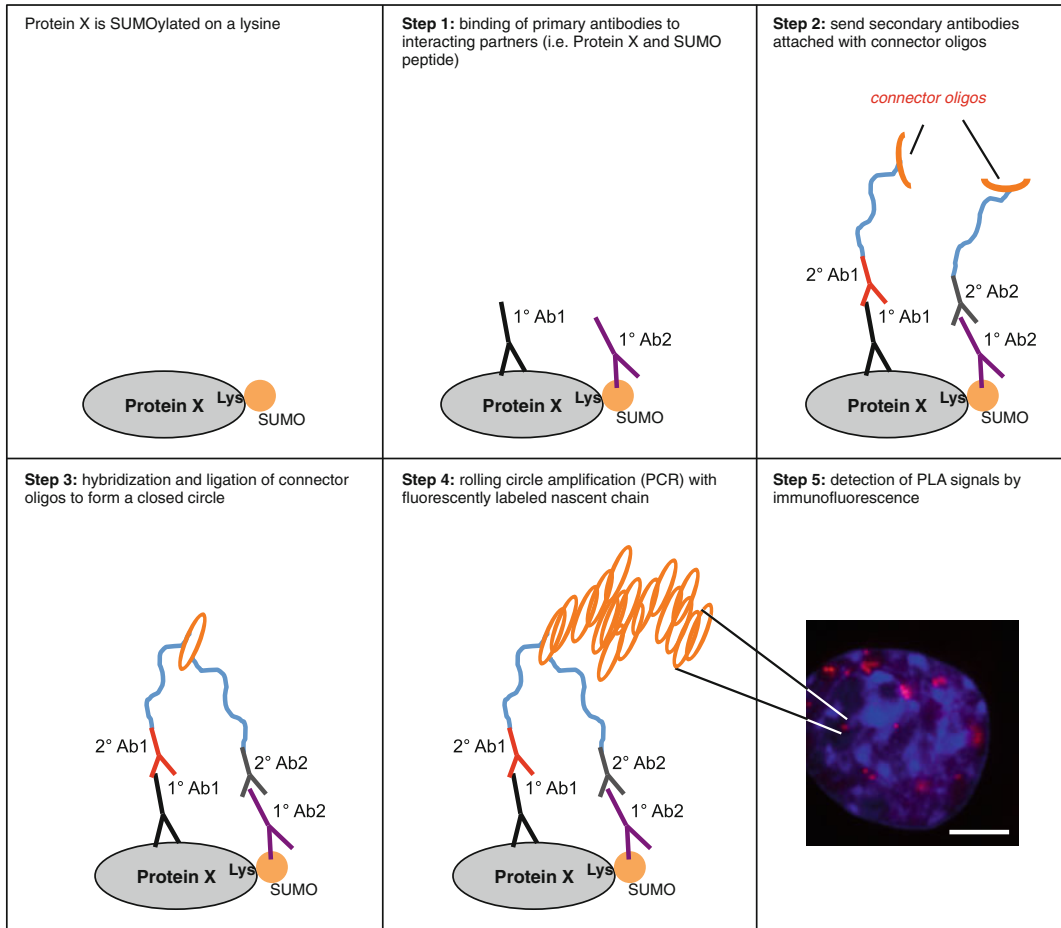 Protein X is SUMOylated on a lysine
Protein X
Lys
SUMO
Step 1: binding of primary antibodies to
interacting partners (i.e. Protein X and SUMO
peptide)
1° Ab1
1° Ab2
Protein X
Lys
SUMO
Step 2: send secondary antibodies
attached with connector oligos
connector oligos
2° Ab1
2° Ab2
1° Ab1
1° Ab2
Protein X
Lys
SUMO
Step 3: hybridization and ligation of connector
oligos to form a closed circle
2° Ab1
2° Ab2
1° Ab1
1° Ab2
Protein X
Lys
SUMO
Step 4: rolling circle amplification (PCR) with
fluorescently labeled nascent chain
2° Ab1
2° Ab2
1° Ab1
1° Ab2
Protein X
Lys
SUMO
Step 5: detection of PLA signals by
immunofluorescence